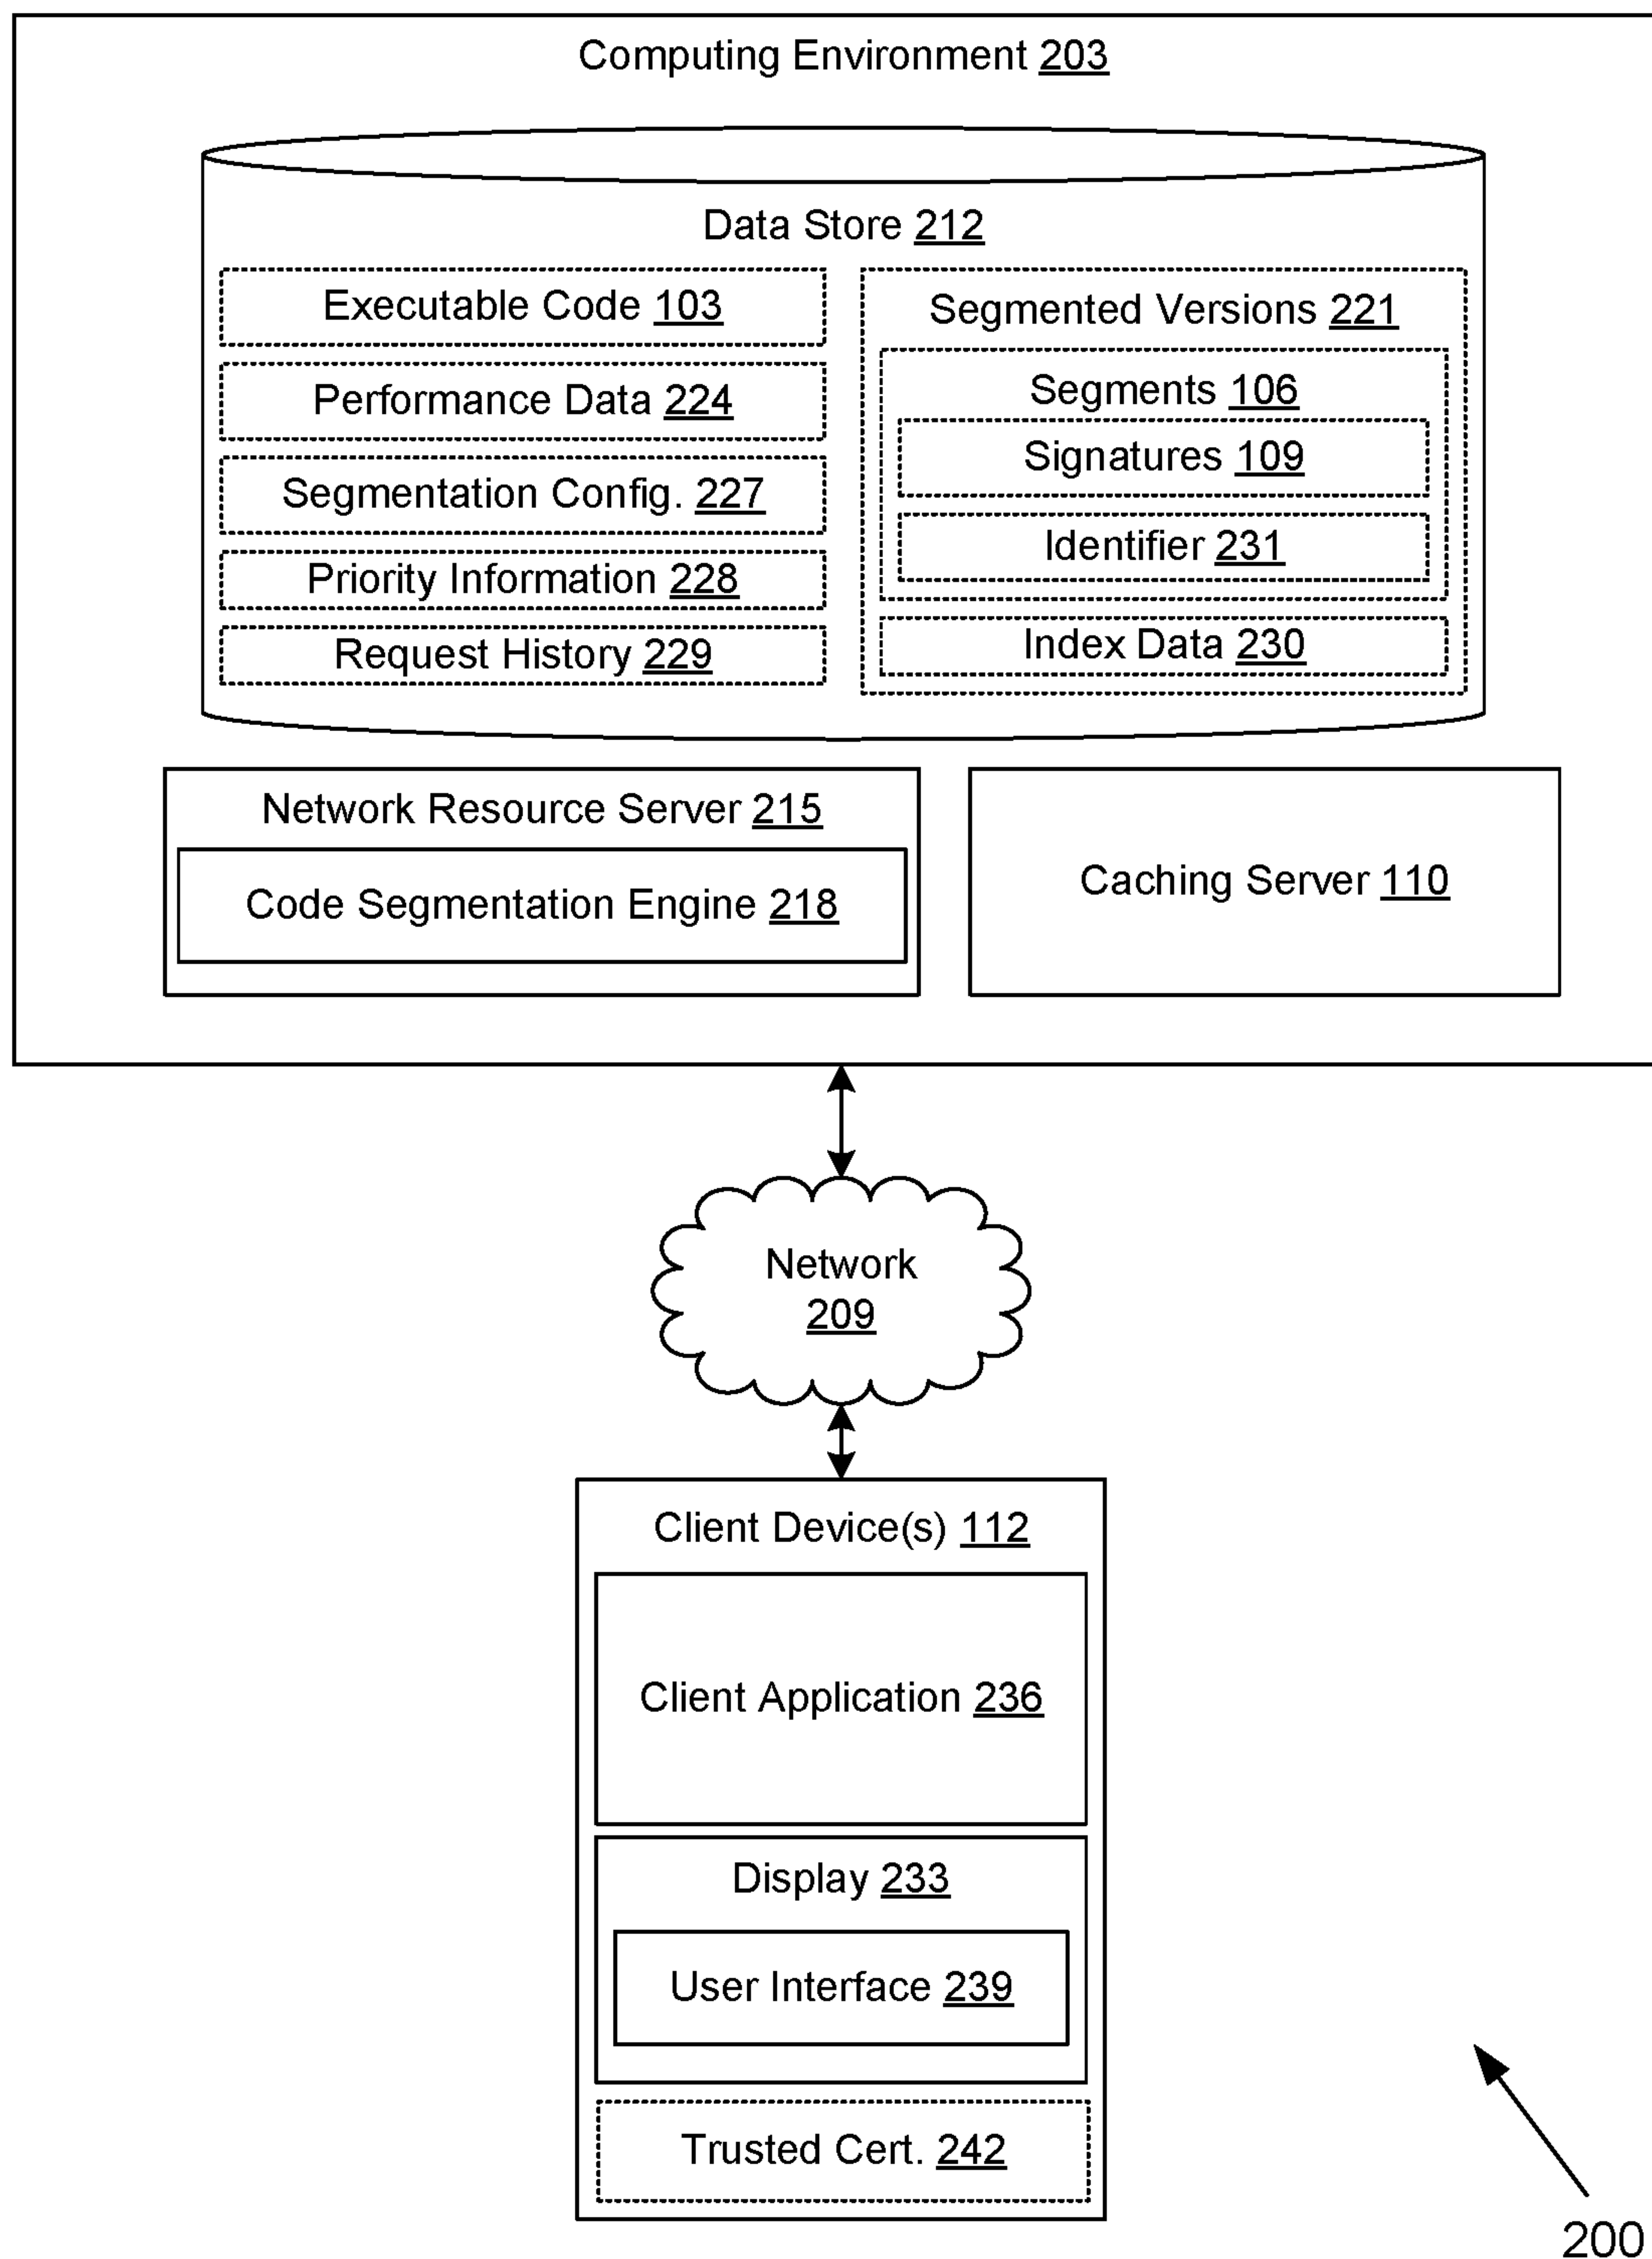 Computing Environment 203
Data Store 212
Executable Code 103
Performance Data 224
Segmentation Config. 227
Priority Information 228
Request History 229
Segmented Versions 221
Segments 106
Signatures 109
Identifier 231
Index Data 230
Network Resource Server 215
Code Segmentation Engine 218
Caching Server 110
Network
209
Client Device(s) 112
Client Application 236
Display 233
User Interface 239
Trusted Cert. 242
200